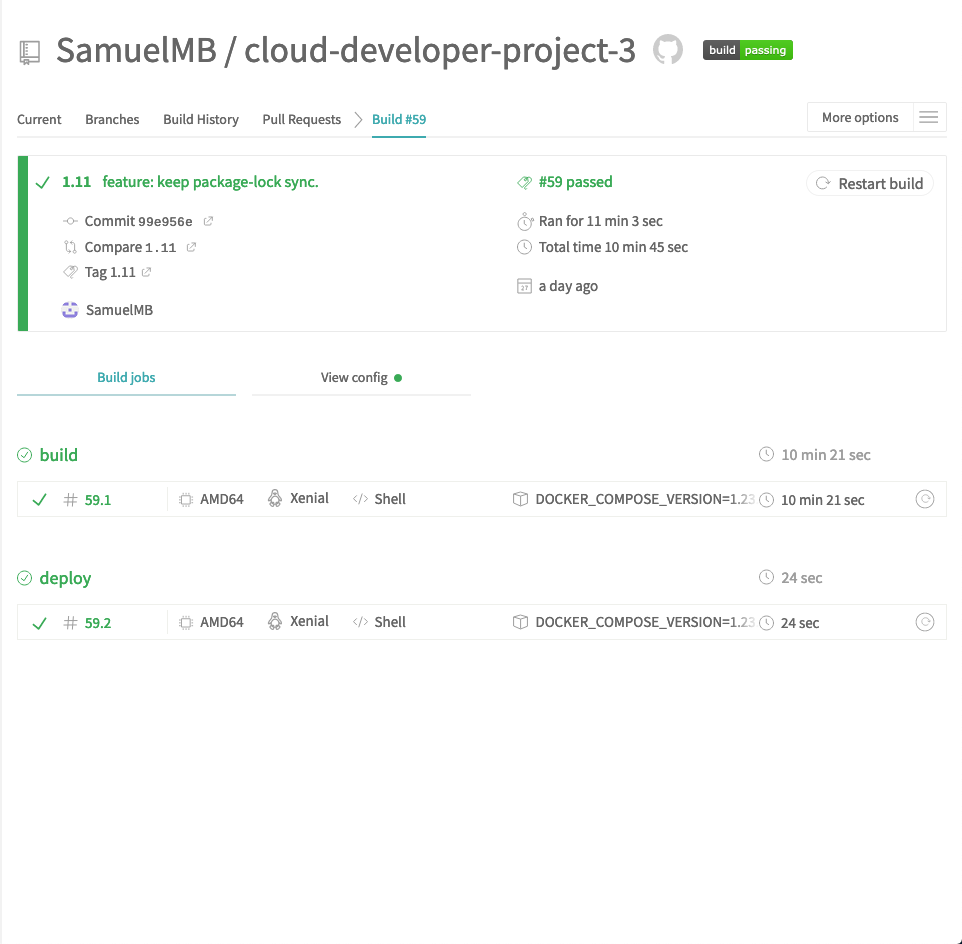 SamuelMB / cloud-developer-project-3 build passing
Current Branches Build History Pull Requests Build #59 More options
1.11 feature: keep package-lock sync. #59 passed Restart build
Commit 99e956e Ran for 11 min 3 sec
Compare 1.11 Total time 10 min 45 sec
Tag 1.11
27 a day ago
SamuelMB
Build jobs View config
build 10 min 21 sec
# 59.1 AMD64 Xenial </> Shell DOCKER_COMPOSE_VERSION=1.23 10 min 21 sec
deploy 24 sec
# 59.2 AMD64 Xenial </> Shell DOCKER_COMPOSE_VERSION=1.23 24 sec